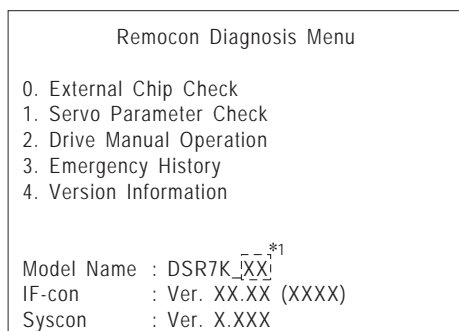 Remocon Diagnosis Menu
0. External Chip Check
1. Servo Parameter Check
2. Drive Manual Operation
3. Emergency History
4. Version Information
*1
Model Name : DSR7K_XX
IF-con : Ver. XX.XX (XXXX)
Syscon : Ver. X.XXX